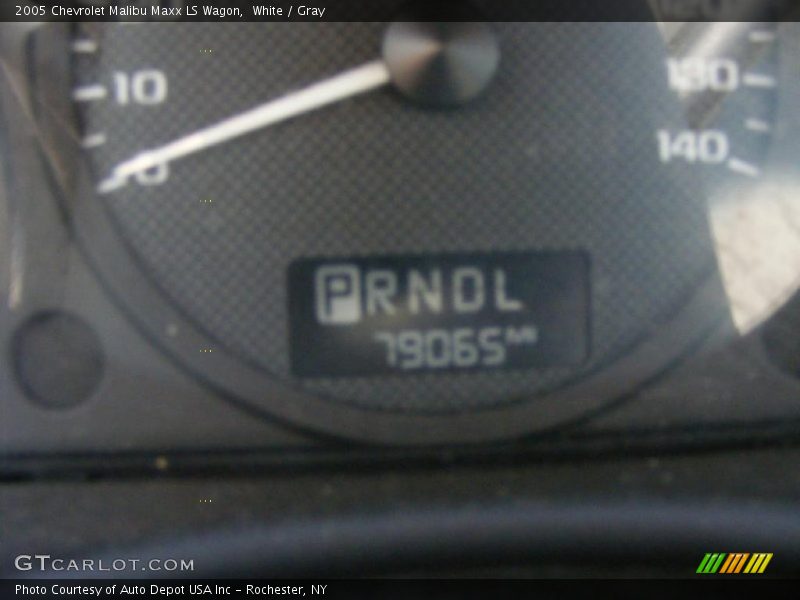 2005 Chevrolet Malibu Maxx LS Wagon, White / Gray
10
0
130
140
PRNDL
79065
GTCARLOT.COM
Photo Courtesy of Auto Depot USA Inc - Rochester, NY